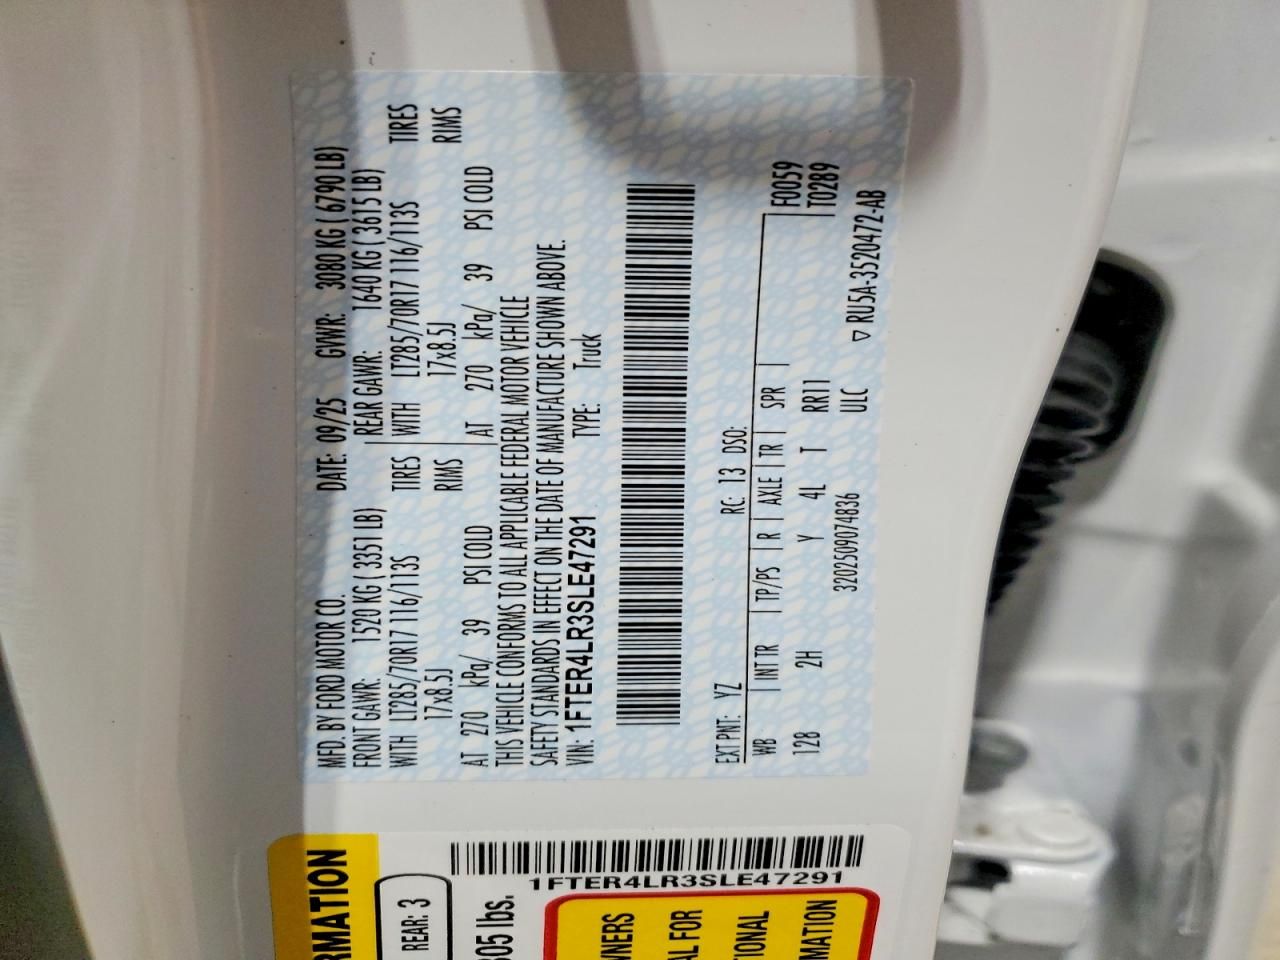 MFD. BY FORD MOTOR CO. DATE: 09/25 GVWR: 3080 KG ( 6790 LB)
FRONT GAWR: 1520 KG ( 3351 LB) REAR GAWR: 1640 KG ( 3615 LB)
WITH LT285/70R17 116/113S TIRES WITH LT285/70R17 116/113S TIRES
17x8.5J RIMS 17x8.5J RIMS
AT 270 kPa/ 39 PSI COLD AT 270 kPa/ 39 PSI COLD
THIS VEHICLE CONFORMS TO ALL APPLICABLE FEDERAL MOTOR VEHICLE
SAFETY STANDARDS IN EFFECT ON THE DATE OF MANUFACTURE SHOWN ABOVE.
VIN: 1FTER4LR3SLE47291 TYPE: Truck
EXT PNT: YZ RC: 13 DSO: F0059
WB INT TR TP/PS R AXLE TR SPR T0289
128 2H Y 4L T RR11
3202509074836 ULC ▽ RU5A-3520472-AB
RMATION
REAR: 3
305 lbs.
1FTER4LR3SLE47291
WNERS
AL FOR
TIONAL
MATION